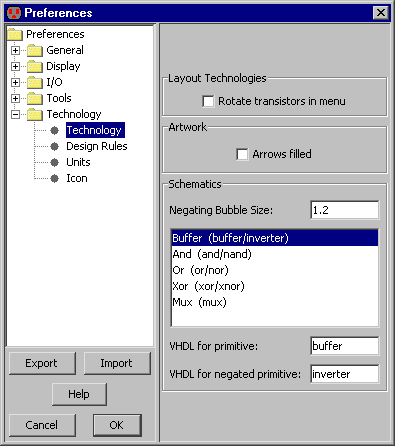 Preferences
Preferences
General
Display
I/O
Tools
Technology
Technology
Design Rules
Units
Icon
Export
Import
Help
Cancel
OK
Layout Technologies
Rotate transistors in menu
Artwork
Arrows filled
Schematics
Negating Bubble Size: 1.2
Buffer (buffer/inverter)
And (and/nand)
Or (or/nor)
Xor (xor/xnor)
Mux (mux)
VHDL for primitive: buffer
VHDL for negated primitive: inverter